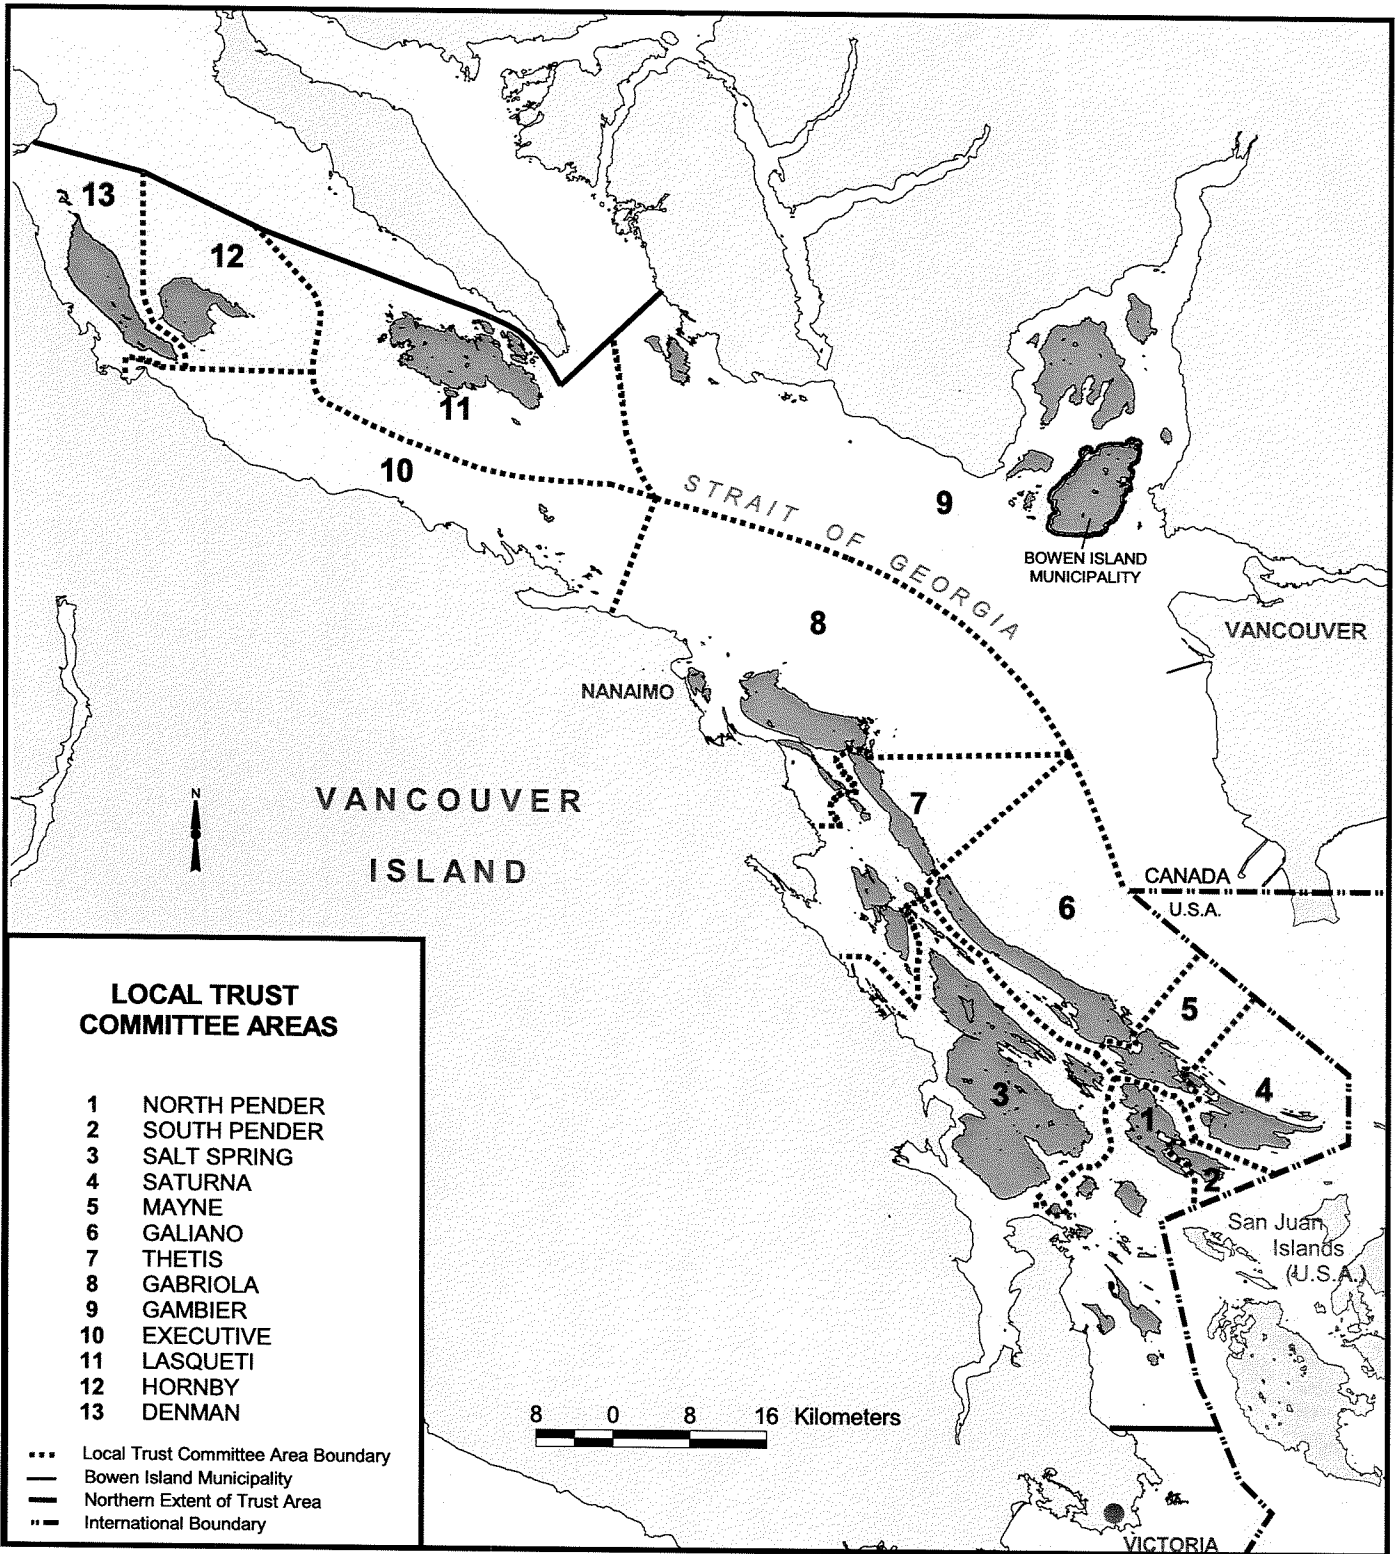 13
12
11
10
STRAIT OF GEORGIA
9
BOWEN ISLAND
MUNICIPALITY
8
VANCOUVER
NANAIMO
N
VANCOUVER
ISLAND
7
CANADA
U.S.A.
6
5
4
3
1
2
San Juan
Islands
(U.S.A.)
LOCAL TRUST
COMMITTEE AREAS
1 NORTH PENDER
2 SOUTH PENDER
3 SALT SPRING
4 SATURNA
5 MAYNE
6 GALIANO
7 THETIS
8 GABRIOLA
9 GAMBIER
10 EXECUTIVE
11 LASQUETI
12 HORNBY
13 DENMAN
Local Trust Committee Area Boundary
Bowen Island Municipality
Northern Extent of Trust Area
International Boundary
8 0 8 16 Kilometers
VICTORIA